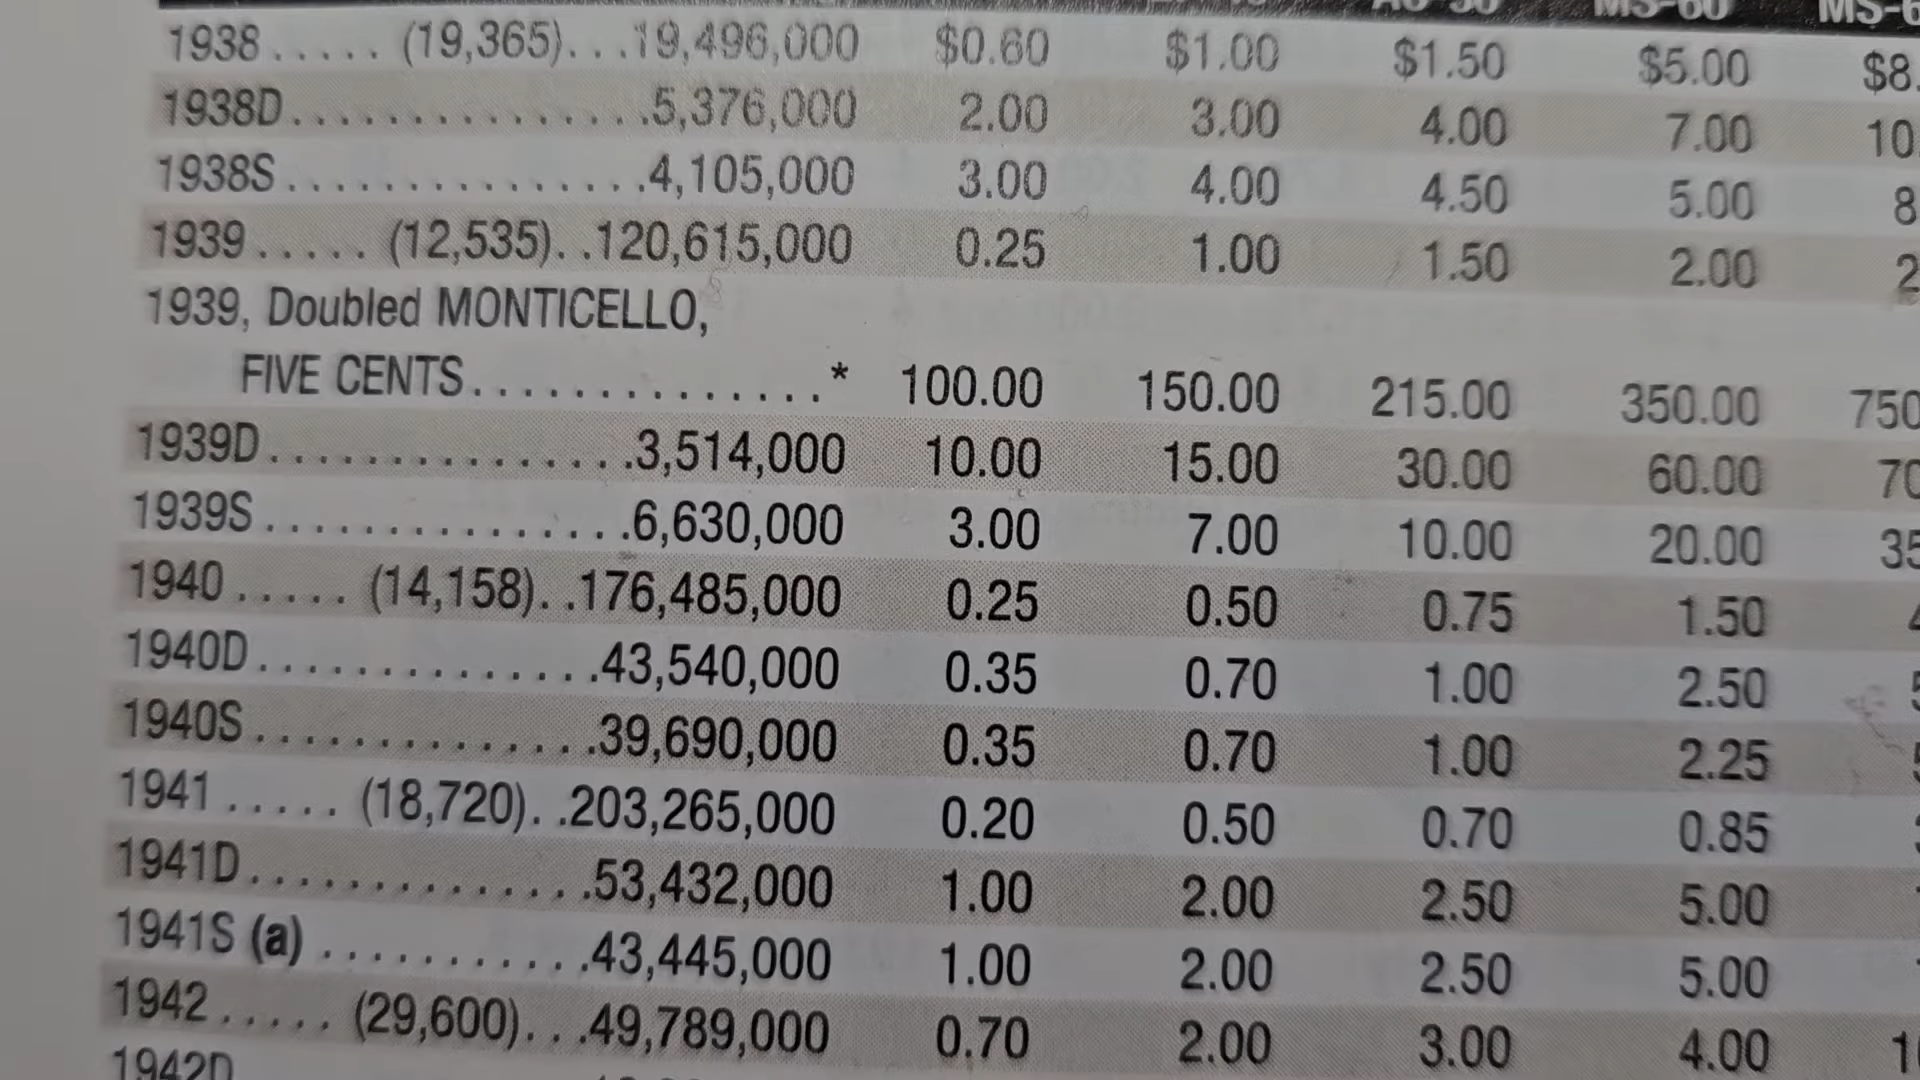 MS-60
1938 ..... (19,365)...19,496,000 $0.60 $1.00 $1.50 $5.00 $8.
1938D................5,376,000 2.00 3.00 4.00 7.00 10.
1938S................4,105,000 3.00 4.00 4.50 5.00 8
1939 ..... (12,535)..120,615,000 0.25 1.00 1.50 2.00 2
1939, Doubled MONTICELLO,
FIVE CENTS..............* 100.00 150.00 215.00 350.00 750
1939D................3,514,000 10.00 15.00 30.00 60.00 70
1939S................6,630,000 3.00 7.00 10.00 20.00 35
1940 ..... (14,158)..176,485,000 0.25 0.50 0.75 1.50
1940D...............43,540,000 0.35 0.70 1.00 2.50
1940S...............39,690,000 0.35 0.70 1.00 2.25
1941 ..... (18,720)..203,265,000 0.20 0.50 0.70 0.85
1941D...............53,432,000 1.00 2.00 2.50 5.00
1941S (a) ...........43,445,000 1.00 2.00 2.50 5.00
1942 ..... (29,600)...49,789,000 0.70 2.00 3.00 4.00 1
1942D